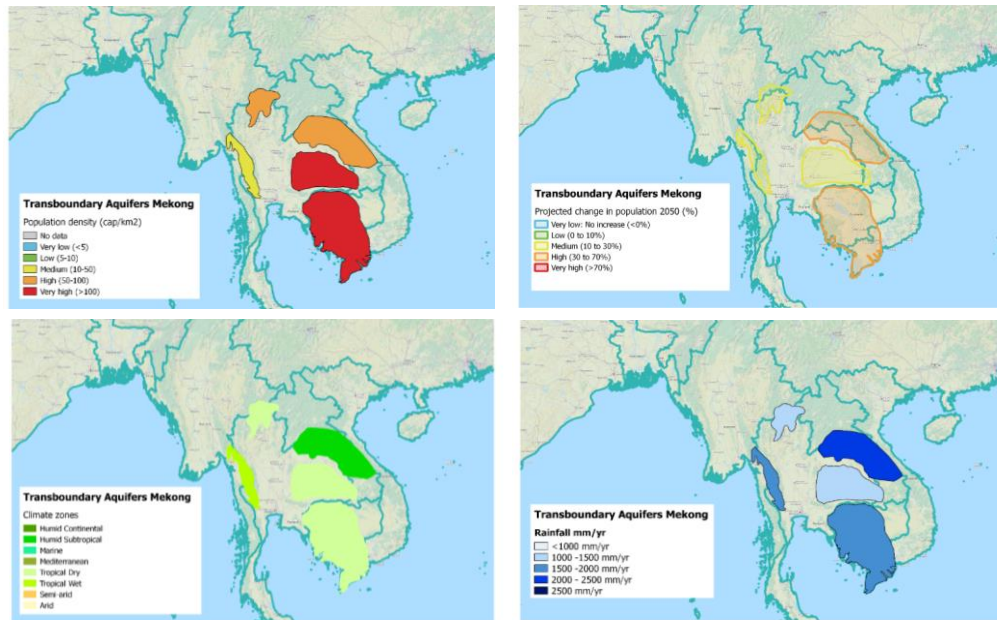 Transboundary Aquifers Mekong
Population density (cap/km2)
No data
Very low (<5)
Low (5-10)
Medium (10-50)
High (50-100)
Very high (>100)
Transboundary Aquifers Mekong
Projected change in population 2050 (%)
Very low: No increase (<0%)
Low (0 to 10%)
Medium (10 to 30%)
High (30 to 70%)
Very high (>70%)
Transboundary Aquifers Mekong
Climate zones
Humid Continental
Humid Subtropical
Marine
Mediterranean
Tropical Dry
Tropical Wet
Semi-arid
Arid
Transboundary Aquifers Mekong
Rainfall mm/yr
<1000 mm/yr
1000 -1500 mm/yr
1500 -2000 mm/yr
2000 - 2500 mm/yr
2500 mm/yr